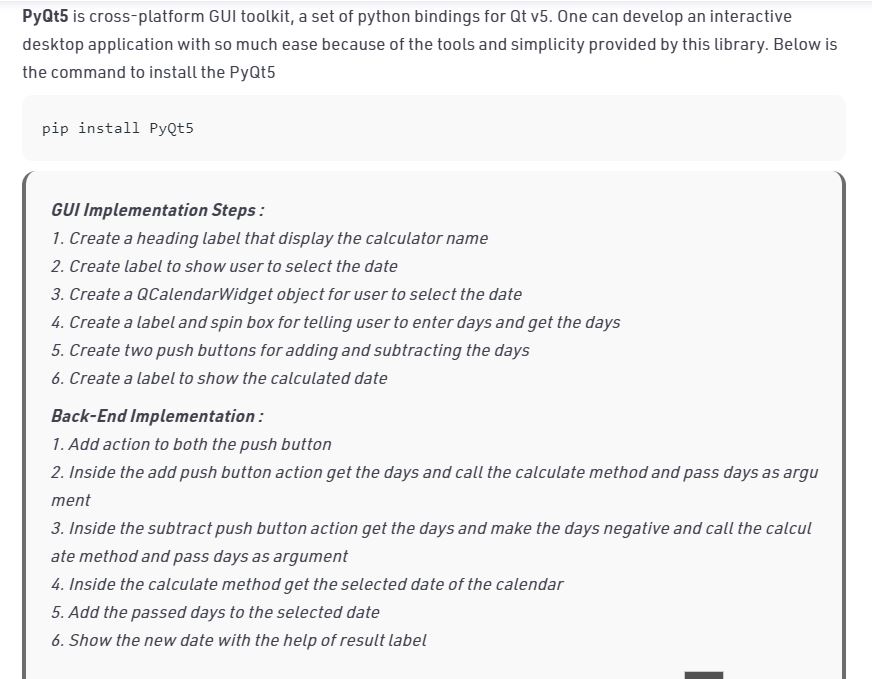 PyQt5 is cross-platform GUI toolkit, a set of python bindings for Qt v5. One can develop an interactive
desktop application with so much ease because of the tools and simplicity provided by this library. Below is
the command to install the PyQt5
pip install PyQt5
GUI Implementation Steps :
1. Create a heading label that display the calculator name
2. Create label to show user to select the date
3. Create a QCalendarWidget object for user to select the date
4. Create a label and spin box for telling user to enter days and get the days
5. Create two push buttons for adding and subtracting the days
6. Create a label to show the calculated date
Back-End Implementation :
1. Add action to both the push button
2. Inside the add push button action get the days and call the calculate method and pass days as argu
ment
3. Inside the subtract push button action get the days and make the days negative and call the calcul
ate method and pass days as argument
4. Inside the calculate method get the selected date of the calendar
5. Add the passed days to the selected date
6. Show the new date with the help of result label